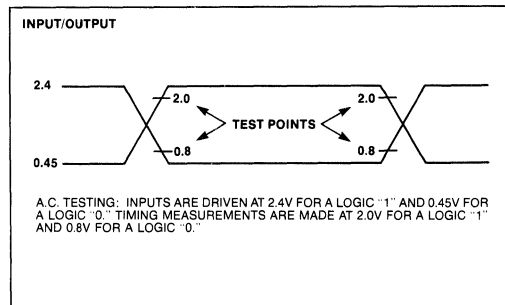 INPUT/OUTPUT
2.4
2.0 2.0
TEST POINTS
0.8 0.8
0.45
A.C. TESTING: INPUTS ARE DRIVEN AT 2.4V FOR A LOGIC "1" AND 0.45V FOR
A LOGIC "0." TIMING MEASUREMENTS ARE MADE AT 2.0V FOR A LOGIC "1"
AND 0.8V FOR A LOGIC "0."